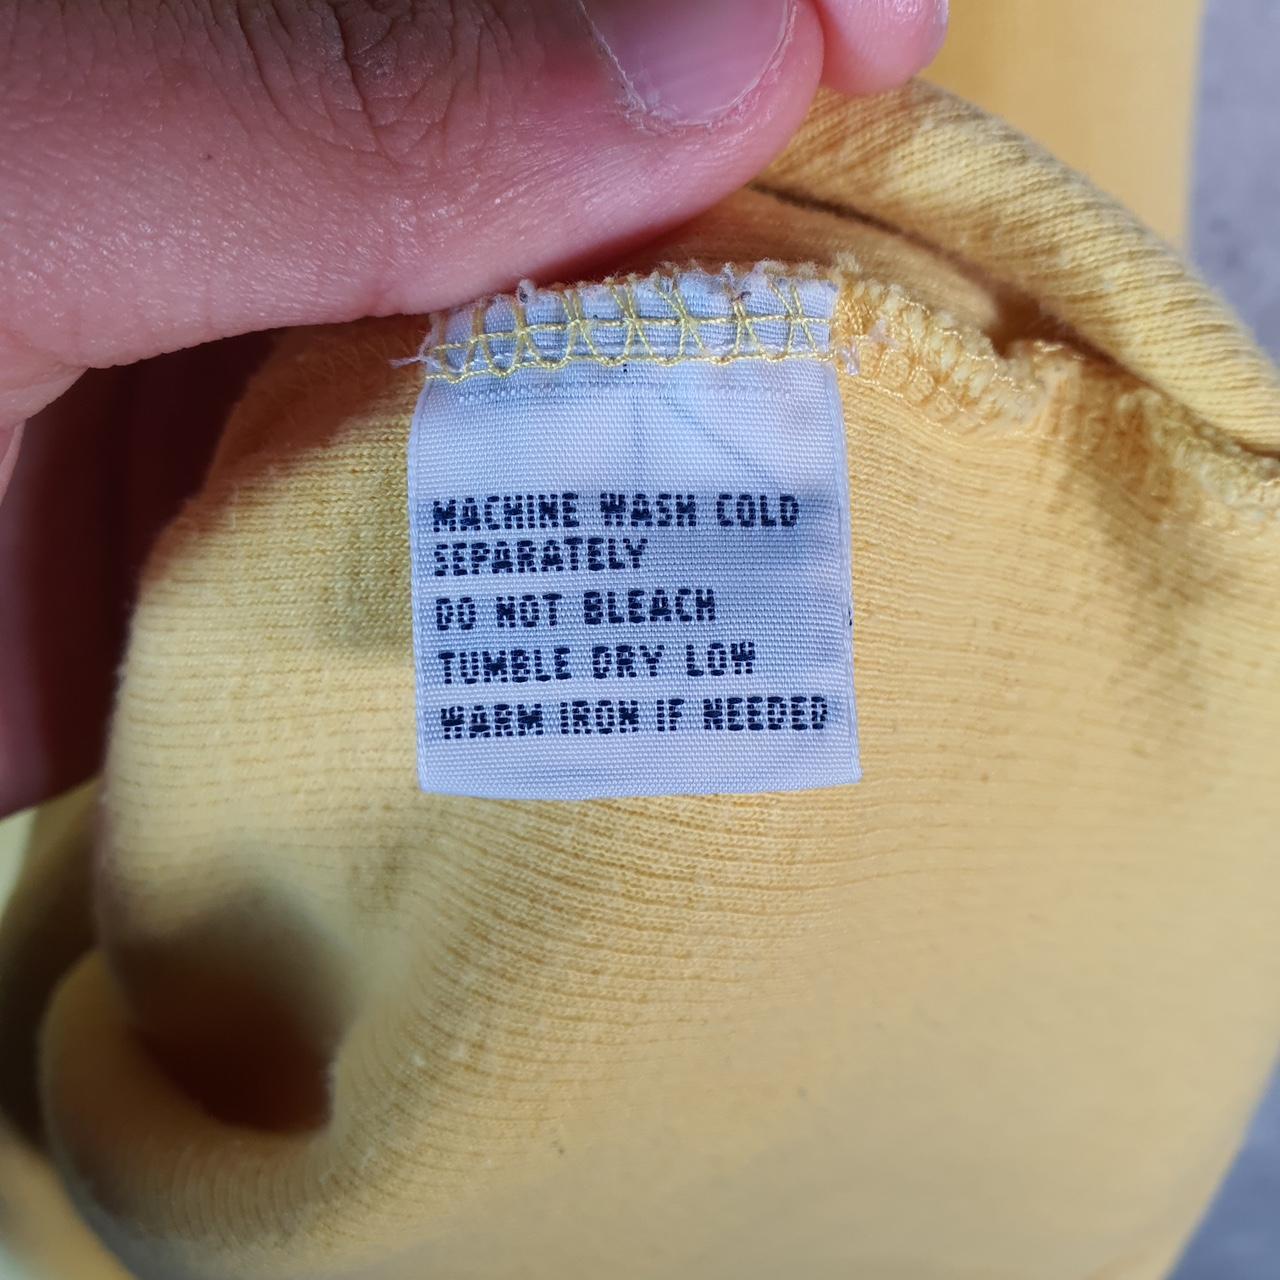 MACHINE WASH COLD
SEPARATELY
DO NOT BLEACH
TUMBLE DRY LOW
WARM IRON IF NEEDED